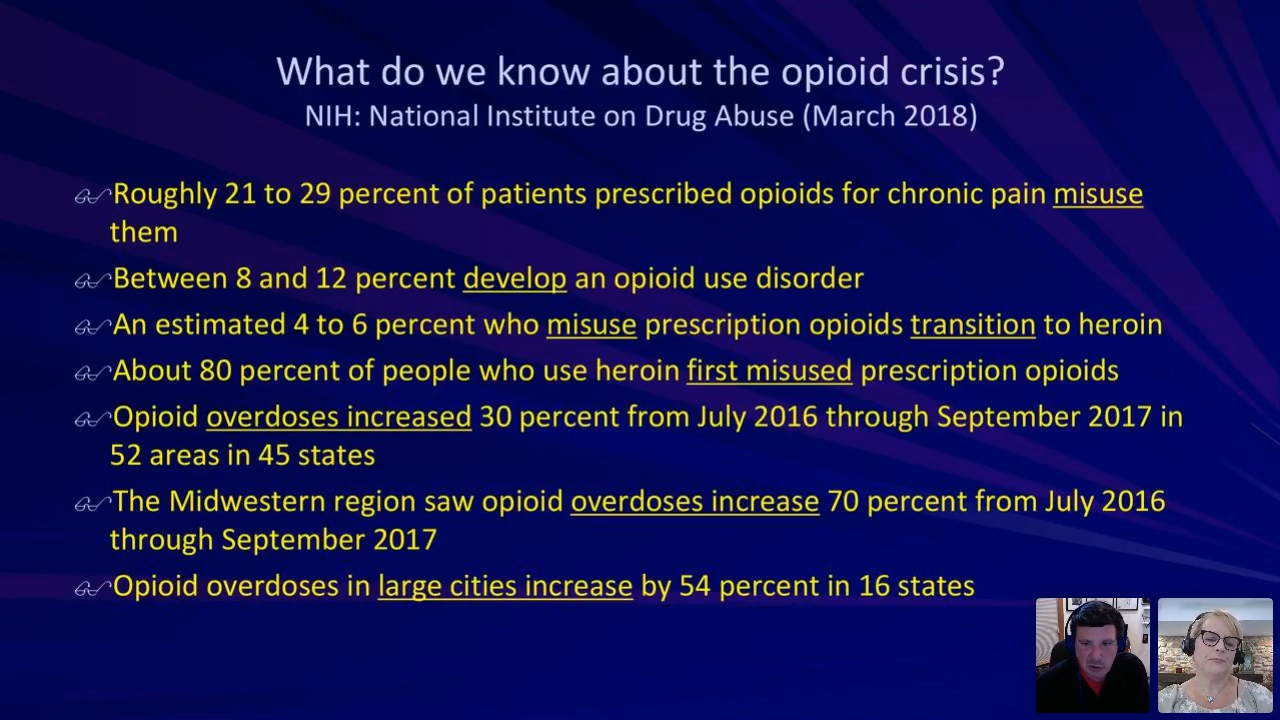 What do we know about the opioid crisis?
NIH: National Institute on Drug Abuse (March 2018)
Roughly 21 to 29 percent of patients prescribed opioids for chronic pain misuse
them
Between 8 and 12 percent develop an opioid use disorder
An estimated 4 to 6 percent who misuse prescription opioids transition to heroin
About 80 percent of people who use heroin first misused prescription opioids
Opioid overdoses increased 30 percent from July 2016 through September 2017 in
52 areas in 45 states
The Midwestern region saw opioid overdoses increase 70 percent from July 2016
through September 2017
Opioid overdoses in large cities increase by 54 percent in 16 states